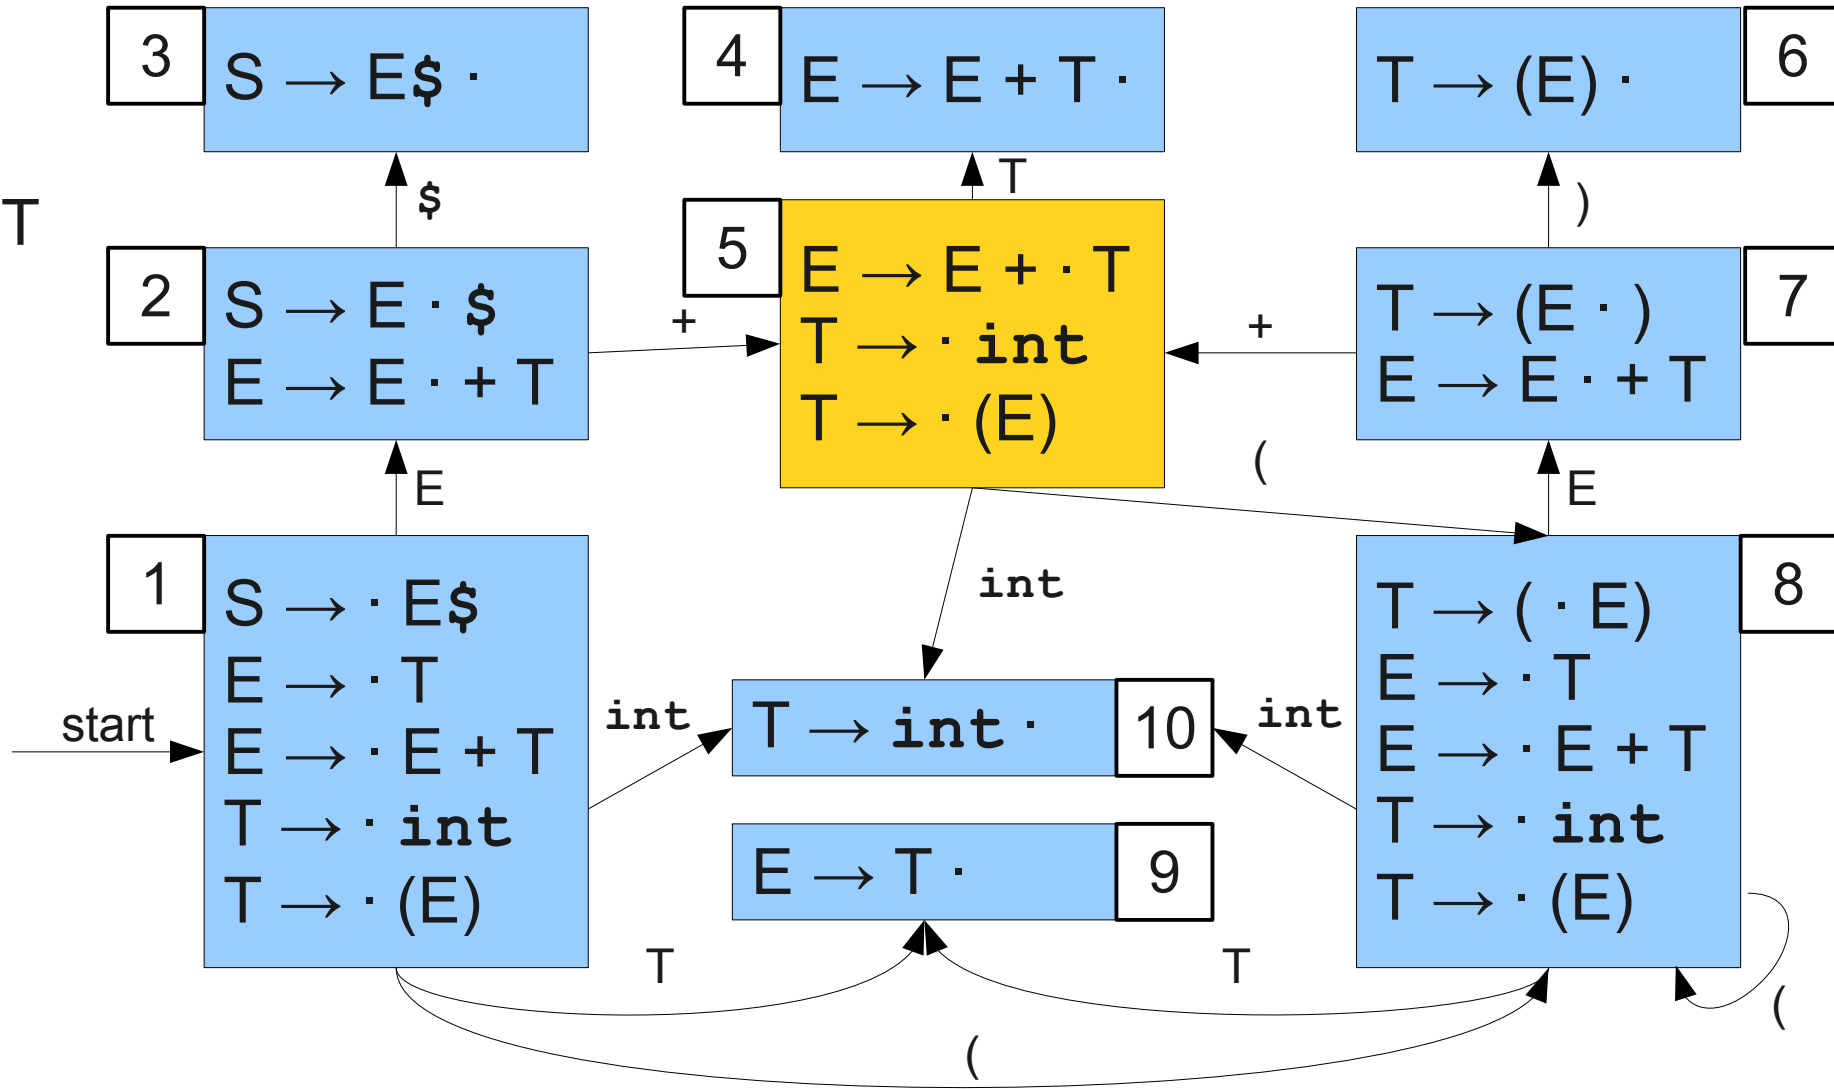 3
S → E$ ·
4
E → E + T ·
6
T → (E) ·
$
T
)
T
2
S → E · $
E → E · + T
+
5
E → E + · T
T → · int
T → · (E)
+
7
T → (E · )
E → E · + T
E
(
E
1
S → · E$
E → · T
E → · E + T
T → · int
T → · (E)
start
int
int
T → int ·
10
int
8
T → ( · E)
E → · T
E → · E + T
T → · int
T → · (E)
E → T ·
9
T
T
(
(